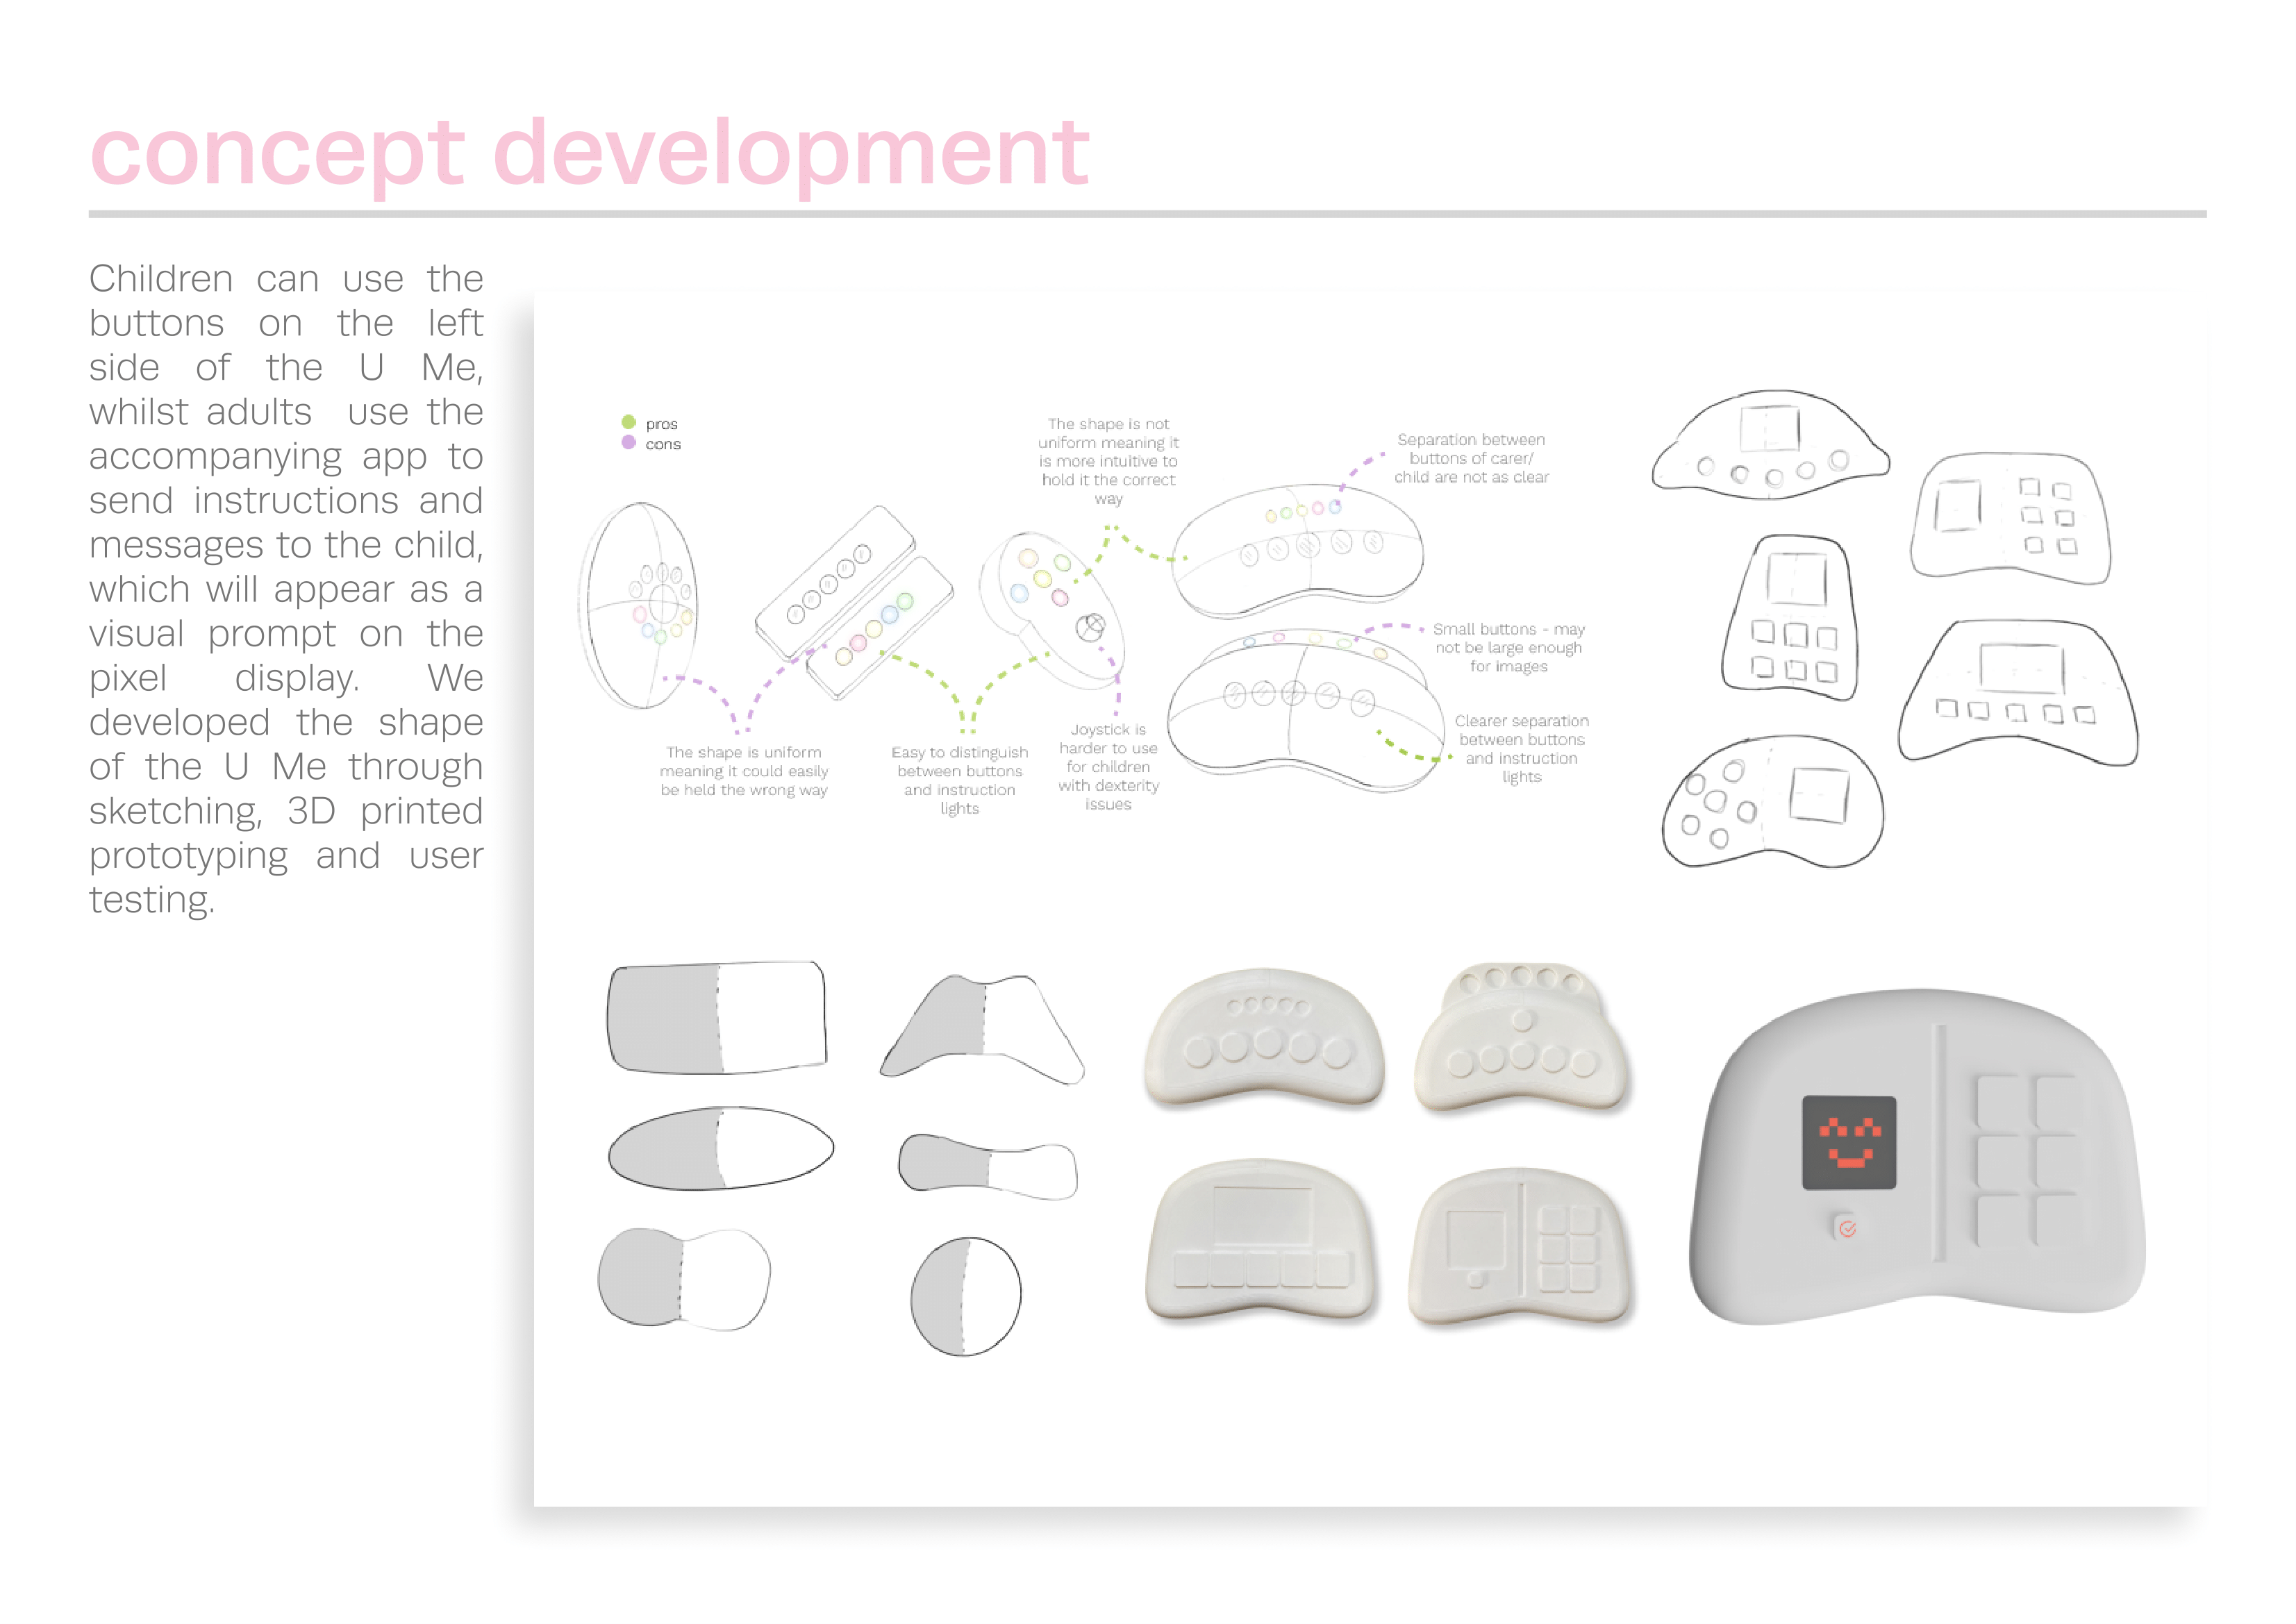 concept development
Children can use the
buttons on the left
side of the U Me,
whilst adults use the
accompanying app to
send instructions and
messages to the child,
which will appear as a
visual prompt on the
pixel display. We
developed the shape
of the U Me through
sketching, 3D printed
prototyping and user
testing.
pros
cons
The shape is uniform
meaning it could easily
be held the wrong way
Easy to distinguish
between buttons
and instruction
lights
The shape is not
uniform meaning it
is more intuitive to
hold it the correct
way
Joystick is
harder to use
for children
with dexterity
issues
Separation between
buttons of carer/
child are not as clear
Small buttons - may
not be large enough
for images
Clearer separation
between buttons
and instruction
lights